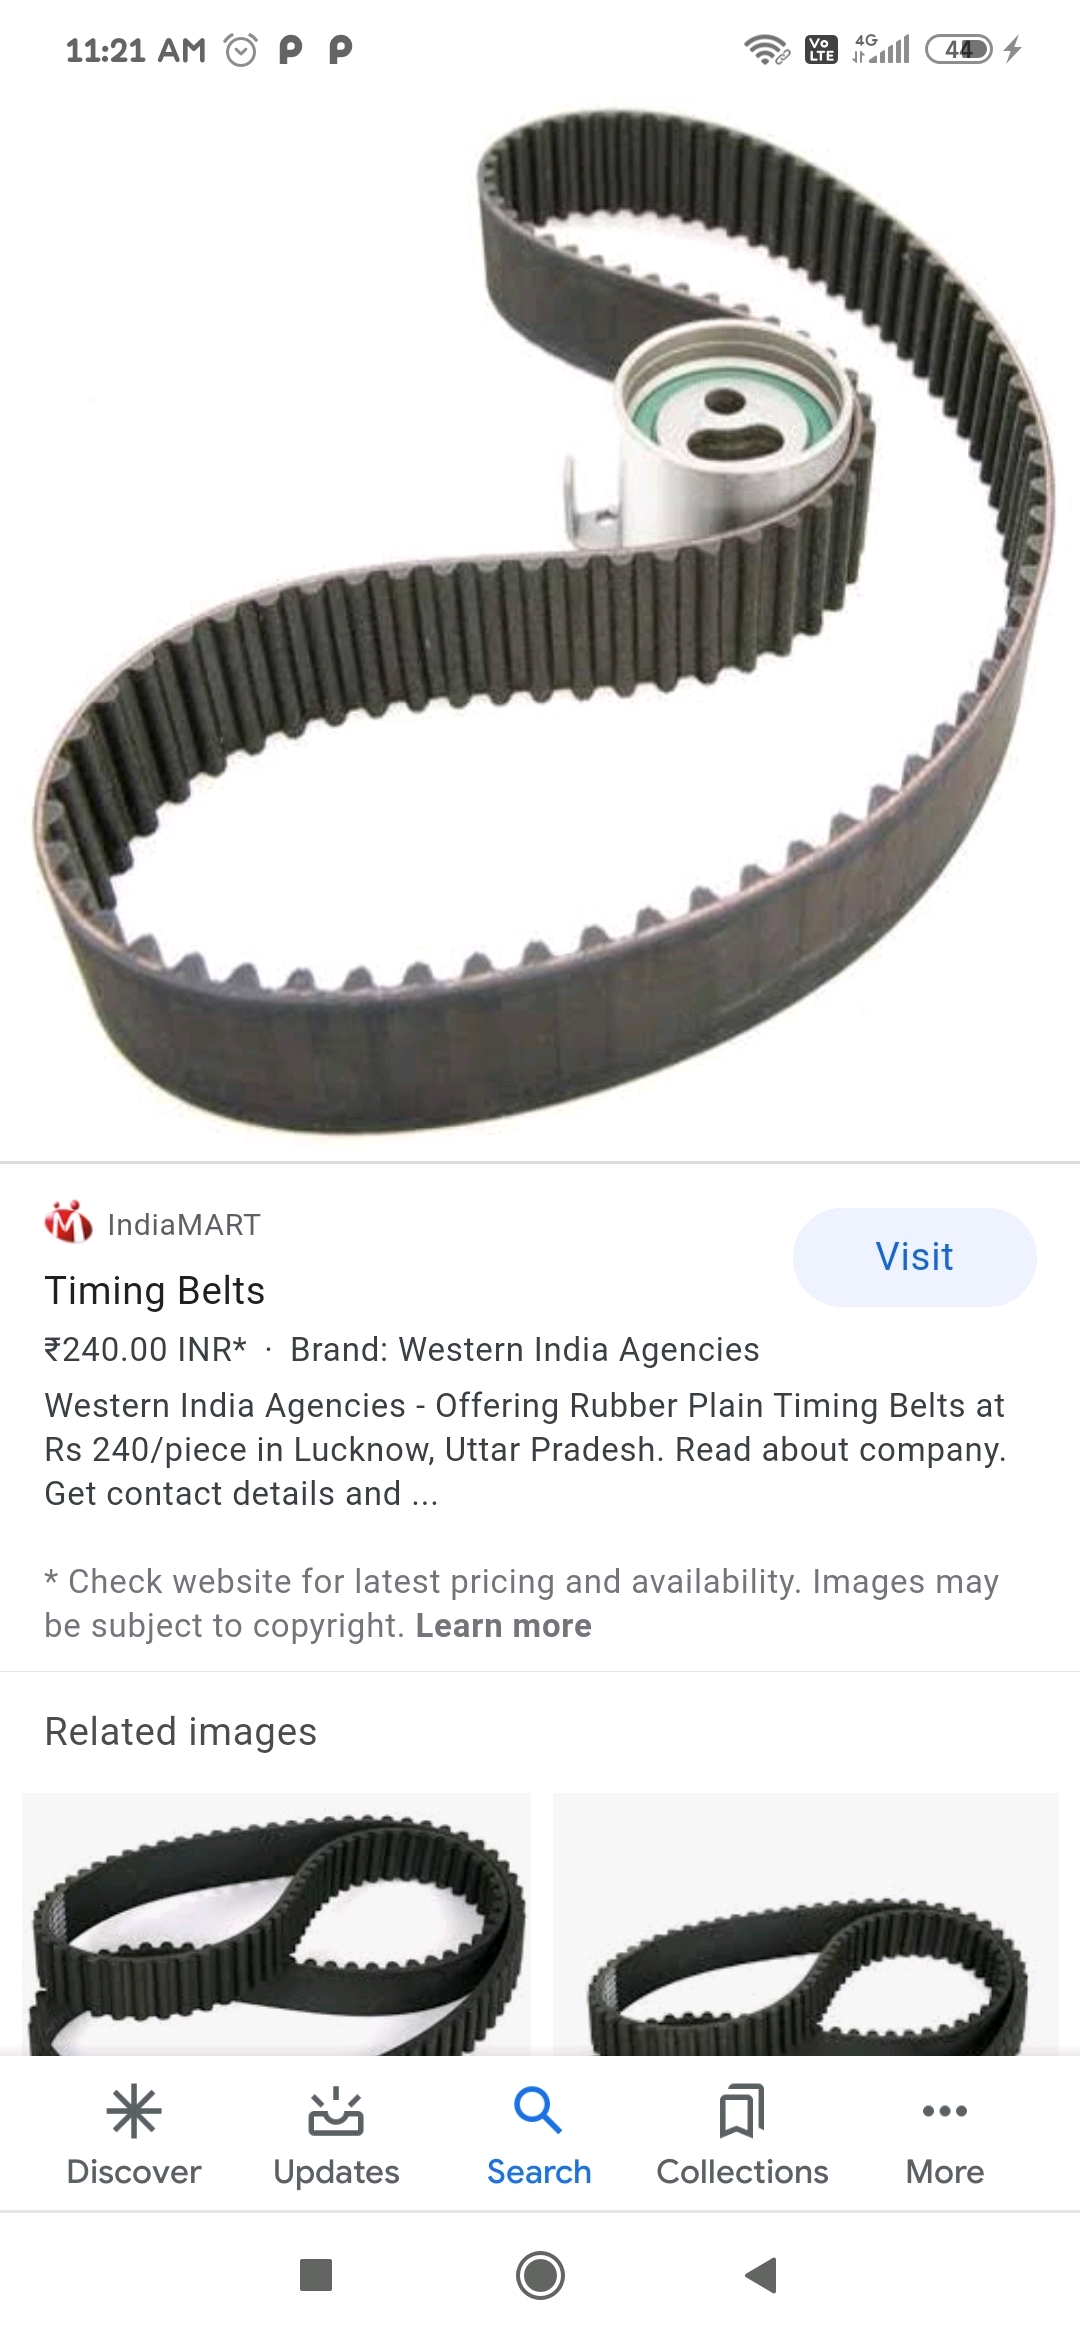 11:21 AM
Vo LTE
4G
44
IndiaMART
Visit
Timing Belts
₹240.00 INR* · Brand: Western India Agencies
Western India Agencies - Offering Rubber Plain Timing Belts at
Rs 240/piece in Lucknow, Uttar Pradesh. Read about company.
Get contact details and ...
* Check website for latest pricing and availability. Images may
be subject to copyright. Learn more
Related images
Discover
Updates
Search
Collections
More